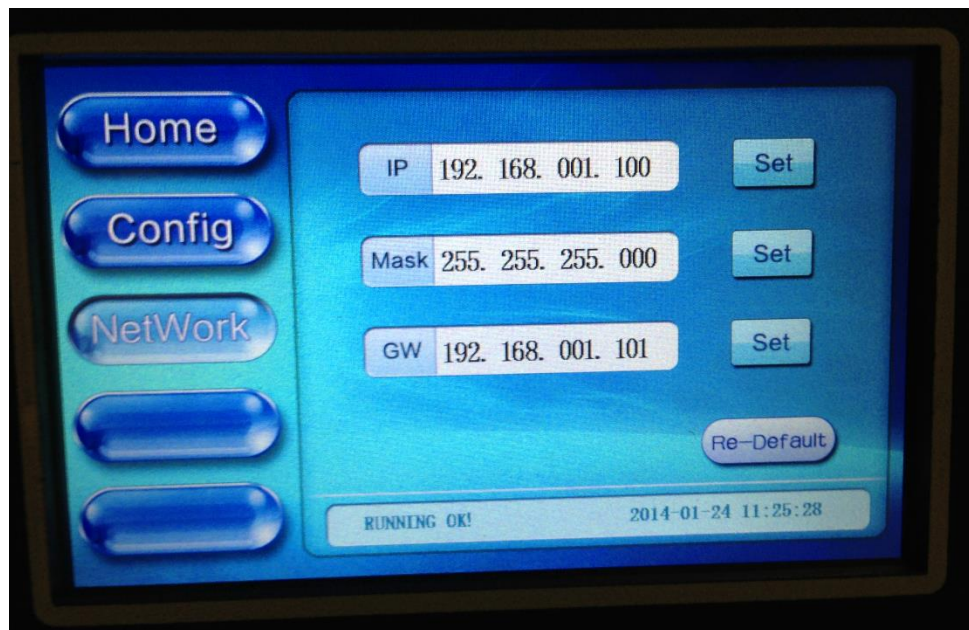 Home
Config
NetWork
IP 192. 168. 001. 100 Set
Mask 255. 255. 255. 000 Set
GW 192. 168. 001. 101 Set
Re-Default
RUNNING OK! 2014-01-24 11:25:28